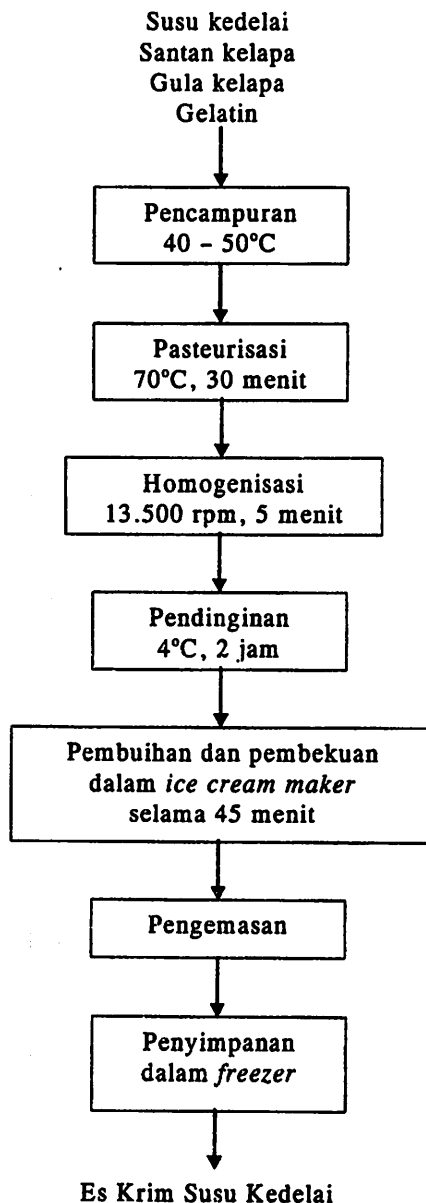 Susu kedelai
Santan kelapa
Gula kelapa
Gelatin
Pencampuran
40 – 50°C
Pasteurisasi
70°C, 30 menit
Homogenisasi
13.500 rpm, 5 menit
Pendinginan
4°C, 2 jam
Pembuihan dan pembekuan
dalam ice cream maker
selama 45 menit
Pengemasan
Penyimpanan
dalam freezer
Es Krim Susu Kedelai